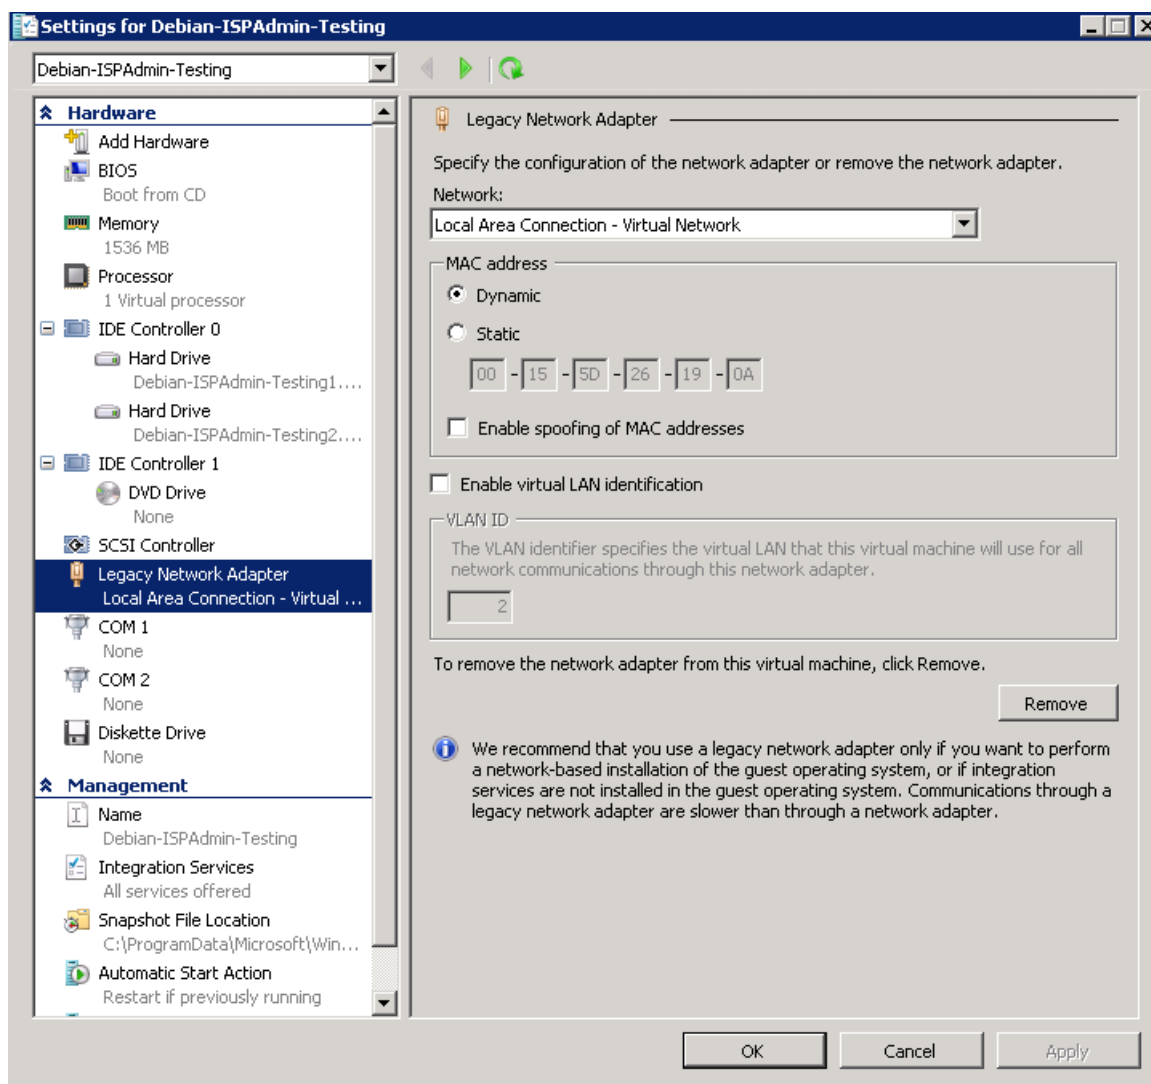 Settings for Debian-ISPAdmin-Testing
Debian-ISPAdmin-Testing
Hardware
Add Hardware
BIOS
Boot from CD
Memory
1536 MB
Processor
1 Virtual processor
IDE Controller 0
Hard Drive
Debian-ISPAdmin-Testing1....
Hard Drive
Debian-ISPAdmin-Testing2....
IDE Controller 1
DVD Drive
None
SCSI Controller
Legacy Network Adapter
Local Area Connection - Virtual ...
COM 1
None
COM 2
None
Diskette Drive
None
Management
Name
Debian-ISPAdmin-Testing
Integration Services
All services offered
Snapshot File Location
C:\ProgramData\Microsoft\Win...
Automatic Start Action
Restart if previously running
Legacy Network Adapter
Specify the configuration of the network adapter or remove the network adapter.
Network:
Local Area Connection - Virtual Network
MAC address
Dynamic
Static
00 - 15 - 5D - 26 - 19 - 0A
Enable spoofing of MAC addresses
Enable virtual LAN identification
VLAN ID
The VLAN identifier specifies the virtual LAN that this virtual machine will use for all
network communications through this network adapter.
2
To remove the network adapter from this virtual machine, click Remove.
Remove
We recommend that you use a legacy network adapter only if you want to perform
a network-based installation of the guest operating system, or if integration
services are not installed in the guest operating system. Communications through a
legacy network adapter are slower than through a network adapter.
OK
Cancel
Apply